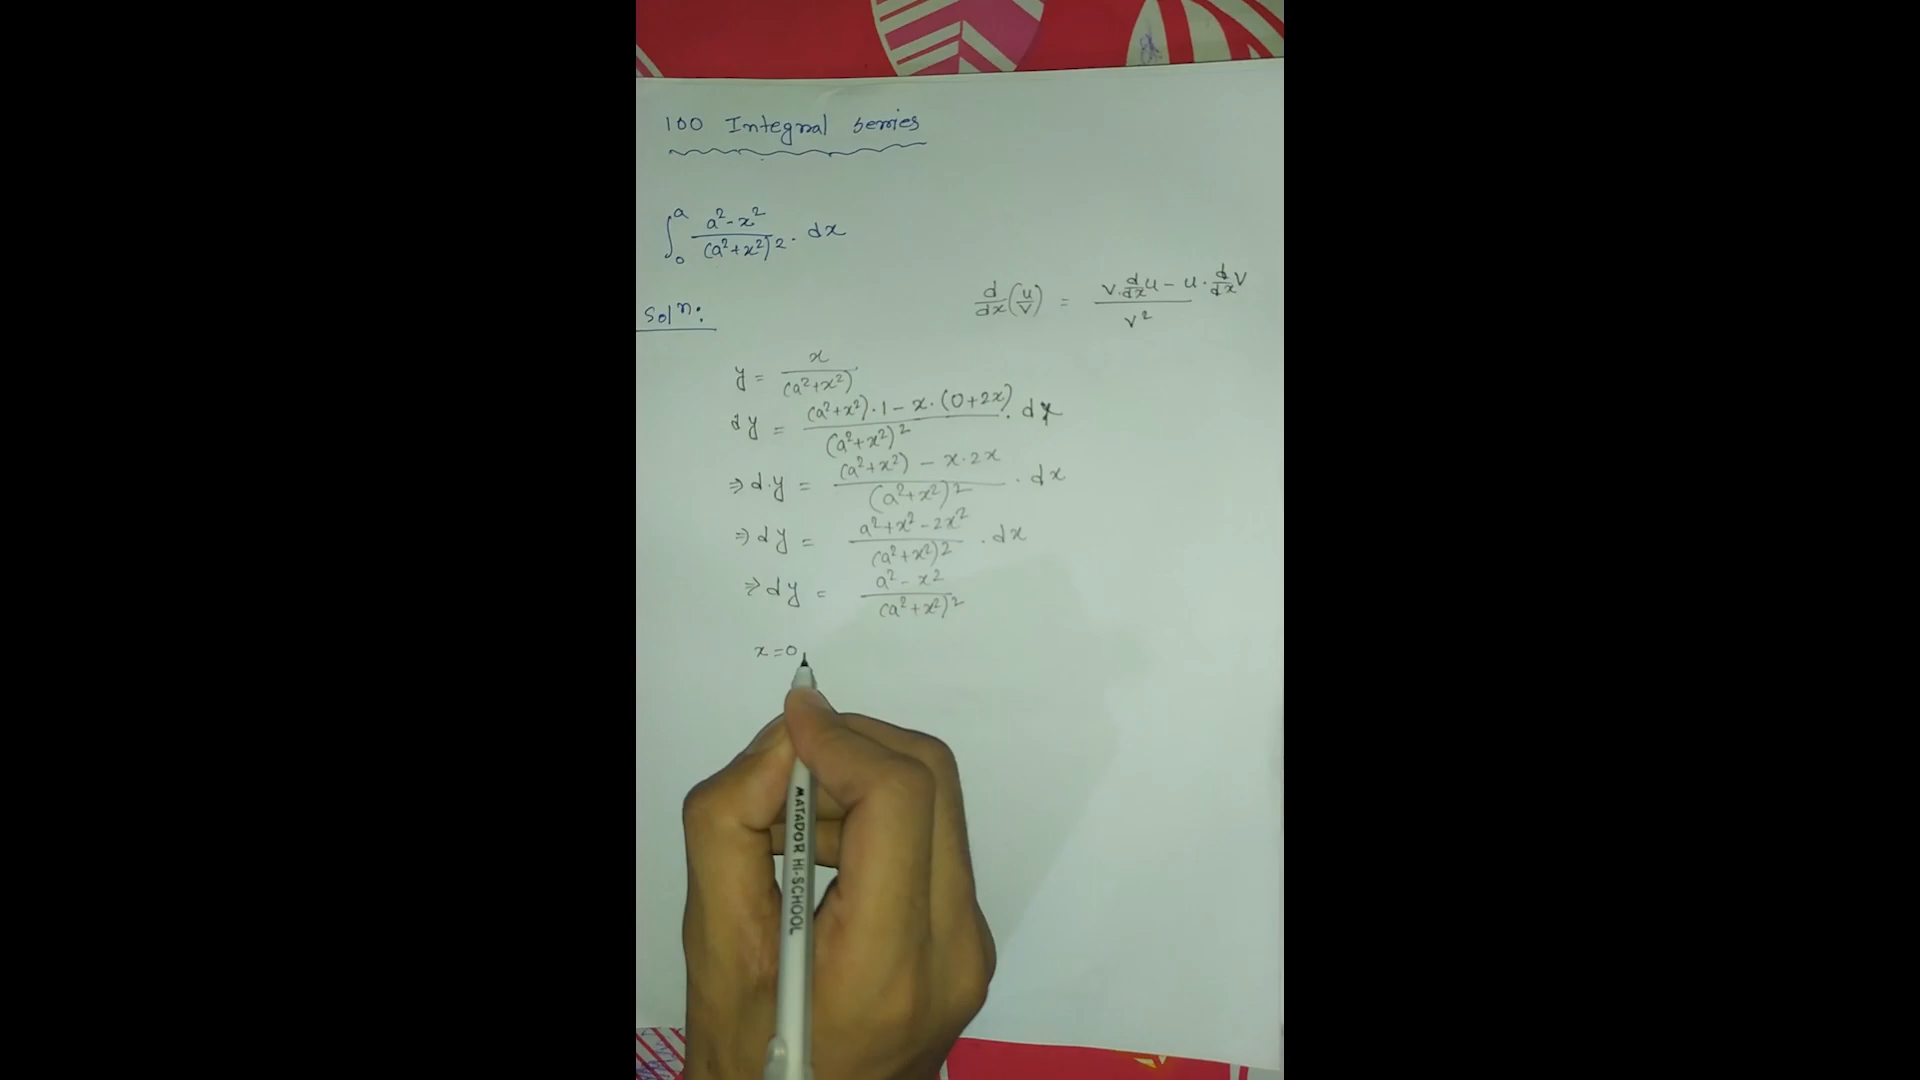 100 Integral series
∫₀ᵃ (a²-x²)/(a²+x²)² · dx
d/dx (u/v) = (v·d/dx u - u·d/dx v)/v²
Solⁿ:
y = x/(a²+x²)
dy = ((a²+x²)·1 - x·(0+2x))/(a²+x²)² · dx
⇒ d·y = ((a²+x²) - x·2x)/(a²+x²)² · dx
⇒ dy = (a²+x²-2x²)/(a²+x²)² · dx
⇒ dy = (a²-x²)/(a²+x²)²
x=0
MATADOR HI-SCHOOL